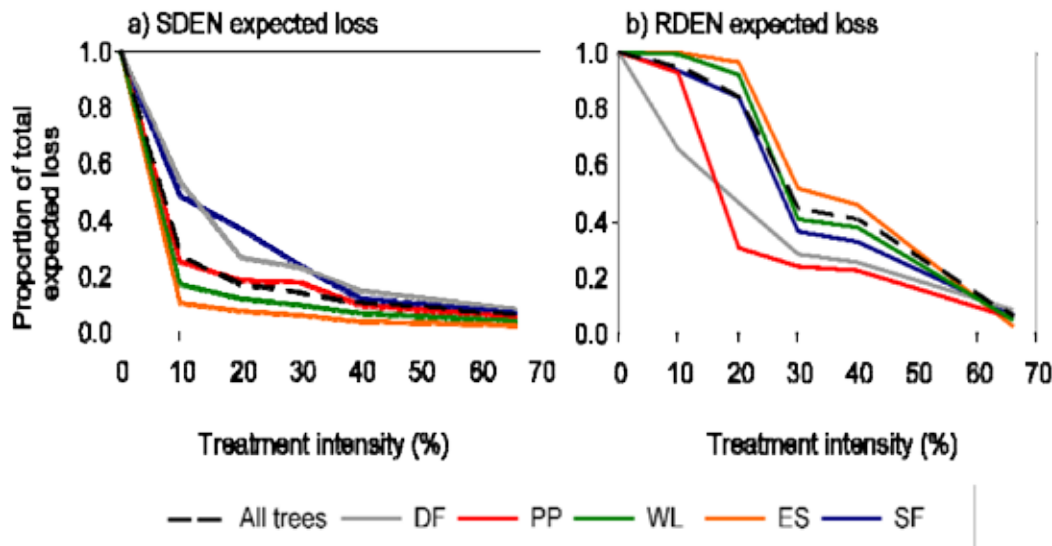 a) SDEN expected loss
b) RDEN expected loss
Proportion of total
expected loss
1.0
0.8
0.6
0.4
0.2
0.0
0 10 20 30 40 50 60 70
Treatment intensity (%)
1.0
0.8
0.6
0.4
0.2
0.0
0 10 20 30 40 50 60 70
Treatment intensity (%)
All trees DF PP WL ES SF